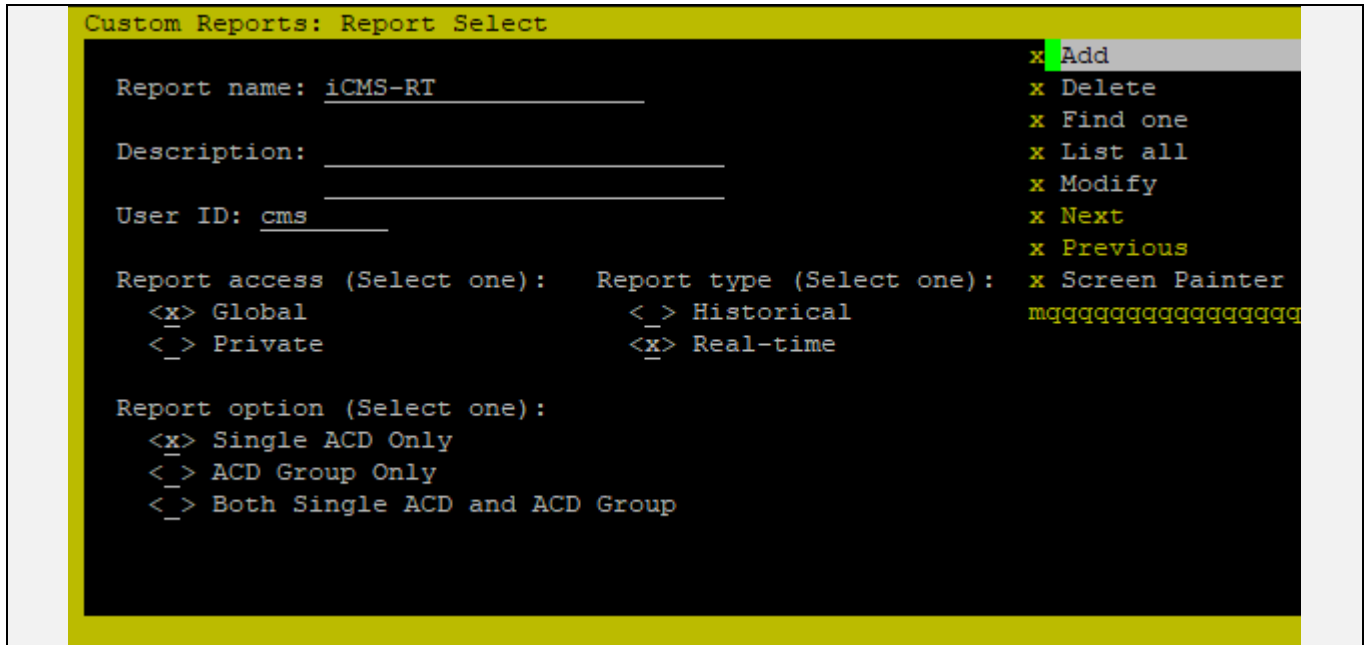 Custom Reports: Report Select
x Add
Report name: iCMS-RT
x Delete
x Find one
Description:
x List all
x Modify
User ID: cms
x Next
x Previous
Report access (Select one):
Report type (Select one):
x Screen Painter
<x> Global
<_> Historical
mqqqqqqqqqqqqqqqqq
<_> Private
<x> Real-time
Report option (Select one):
<x> Single ACD Only
<_> ACD Group Only
<_> Both Single ACD and ACD Group